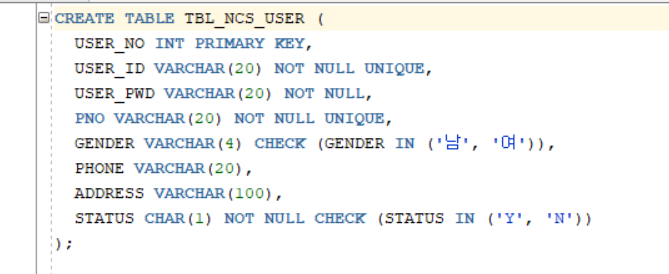 CREATE TABLE TBL_NCS_USER (
USER_NO INT PRIMARY KEY,
USER_ID VARCHAR(20) NOT NULL UNIQUE,
USER_PWD VARCHAR(20) NOT NULL,
PNO VARCHAR(20) NOT NULL UNIQUE,
GENDER VARCHAR(4) CHECK (GENDER IN ('남', '여')),
PHONE VARCHAR(20),
ADDRESS VARCHAR(100),
STATUS CHAR(1) NOT NULL CHECK (STATUS IN ('Y', 'N'))
);